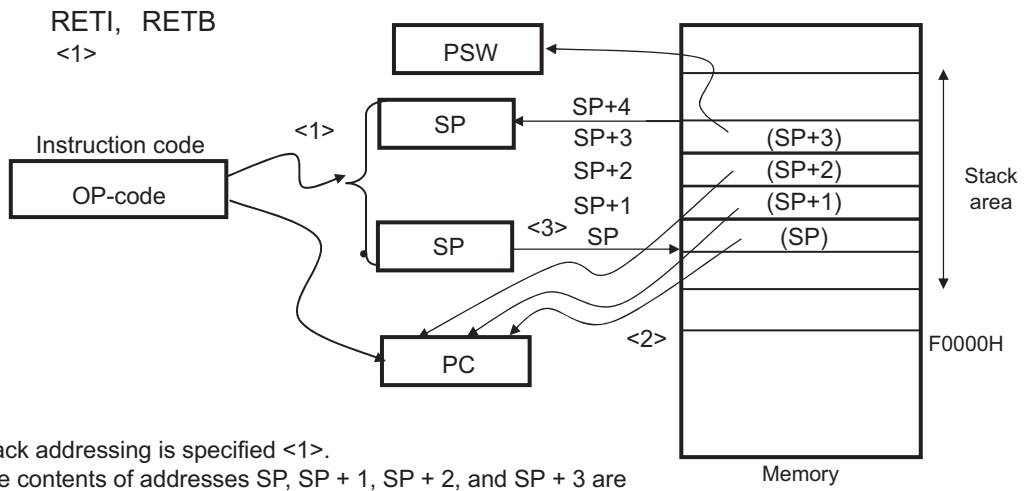 RETI, RETB
<1>
PSW
SP+4
SP
<1>
SP+3
(SP+3)
Instruction code
SP+2
(SP+2)
Stack
area
OP-code
SP+1
(SP+1)
SP
<3>
SP
(SP)
<2>
F0000H
PC
ack addressing is specified <1>.
e contents of addresses SP, SP + 1, SP + 2, and SP + 3 are
Memory